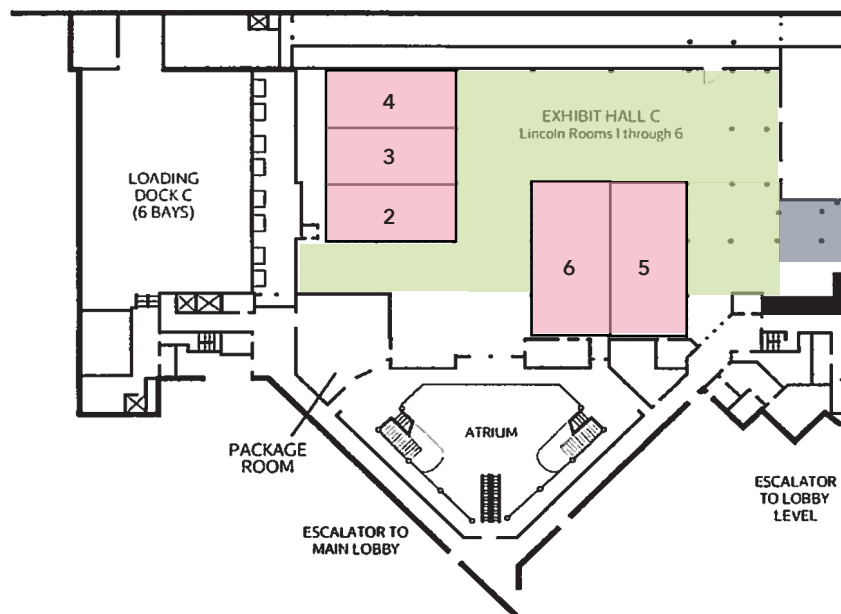 4
EXHIBIT HALL C
Lincoln Rooms 1 through 6
3
LOADING
DOCK C
(6 BAYS)
2
6
5
ATRIUM
PACKAGE
ROOM
ESCALATOR
TO LOBBY
LEVEL
ESCALATOR TO
MAIN LOBBY